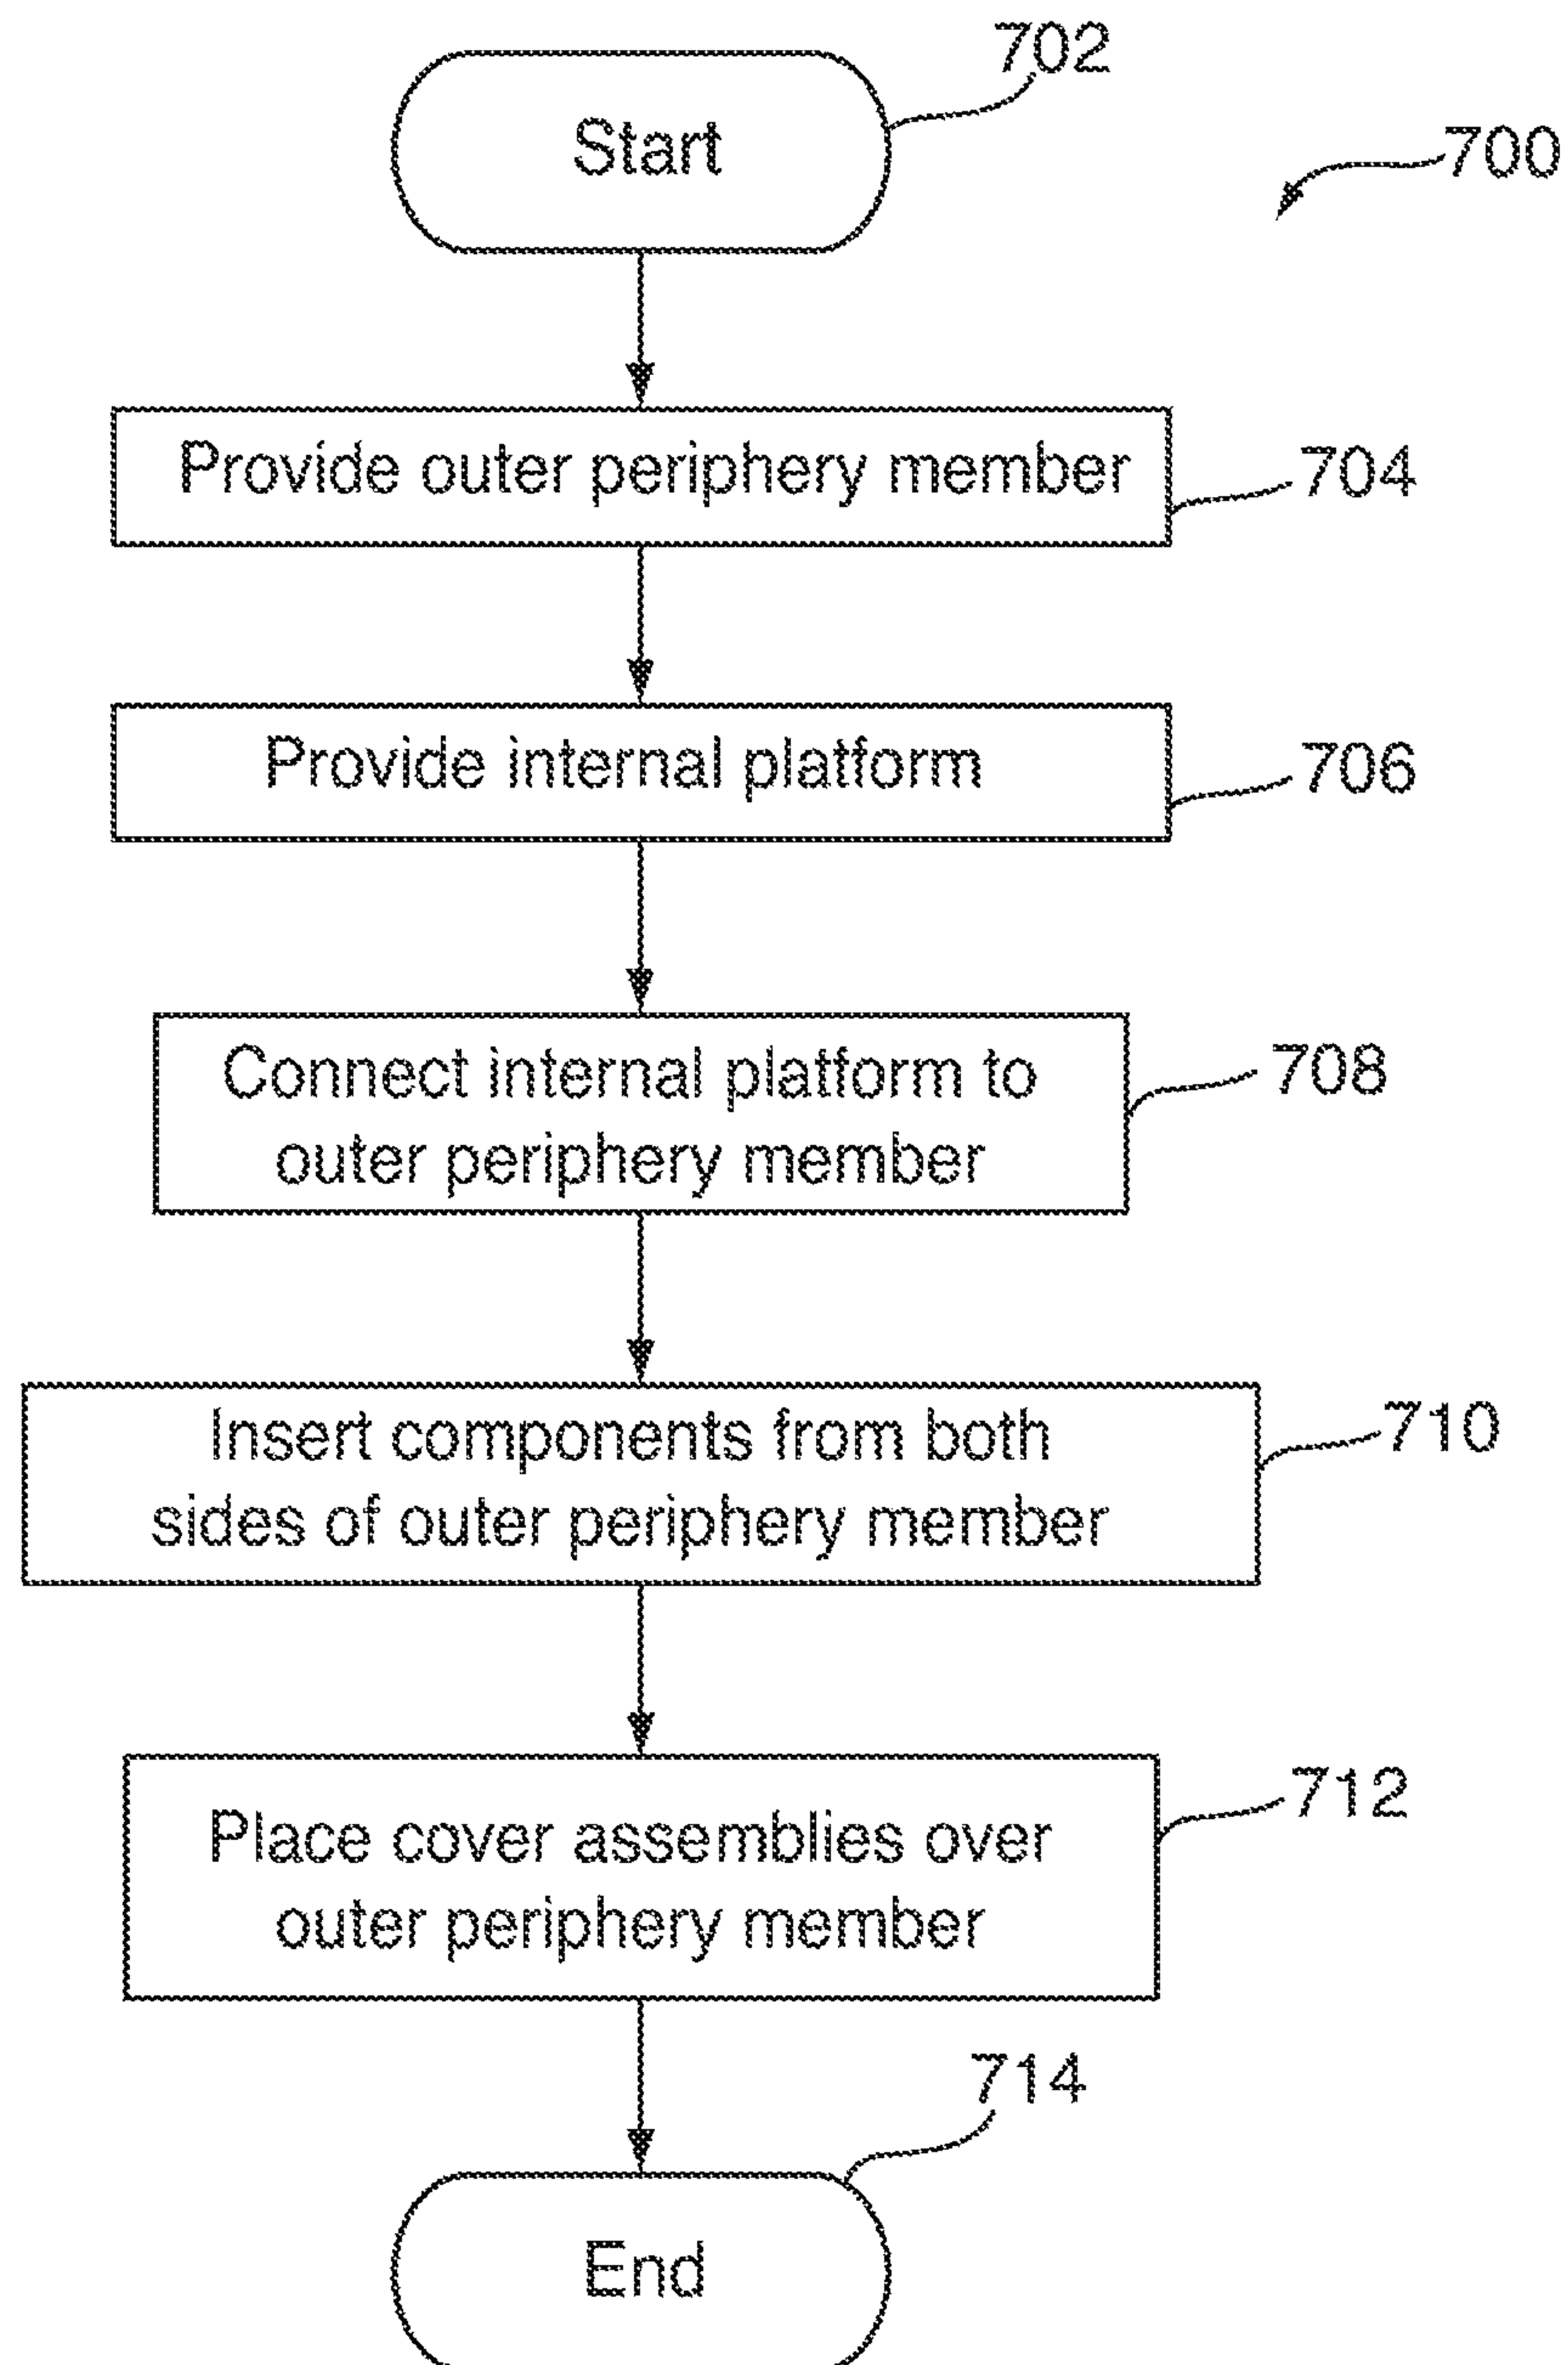 702
Start
700
Provide outer periphery member
704
Provide internal platform
706
Connect internal platform to
outer periphery member
708
Insert components from both
sides of outer periphery member
710
Place cover assemblies over
outer periphery member
712
714
End